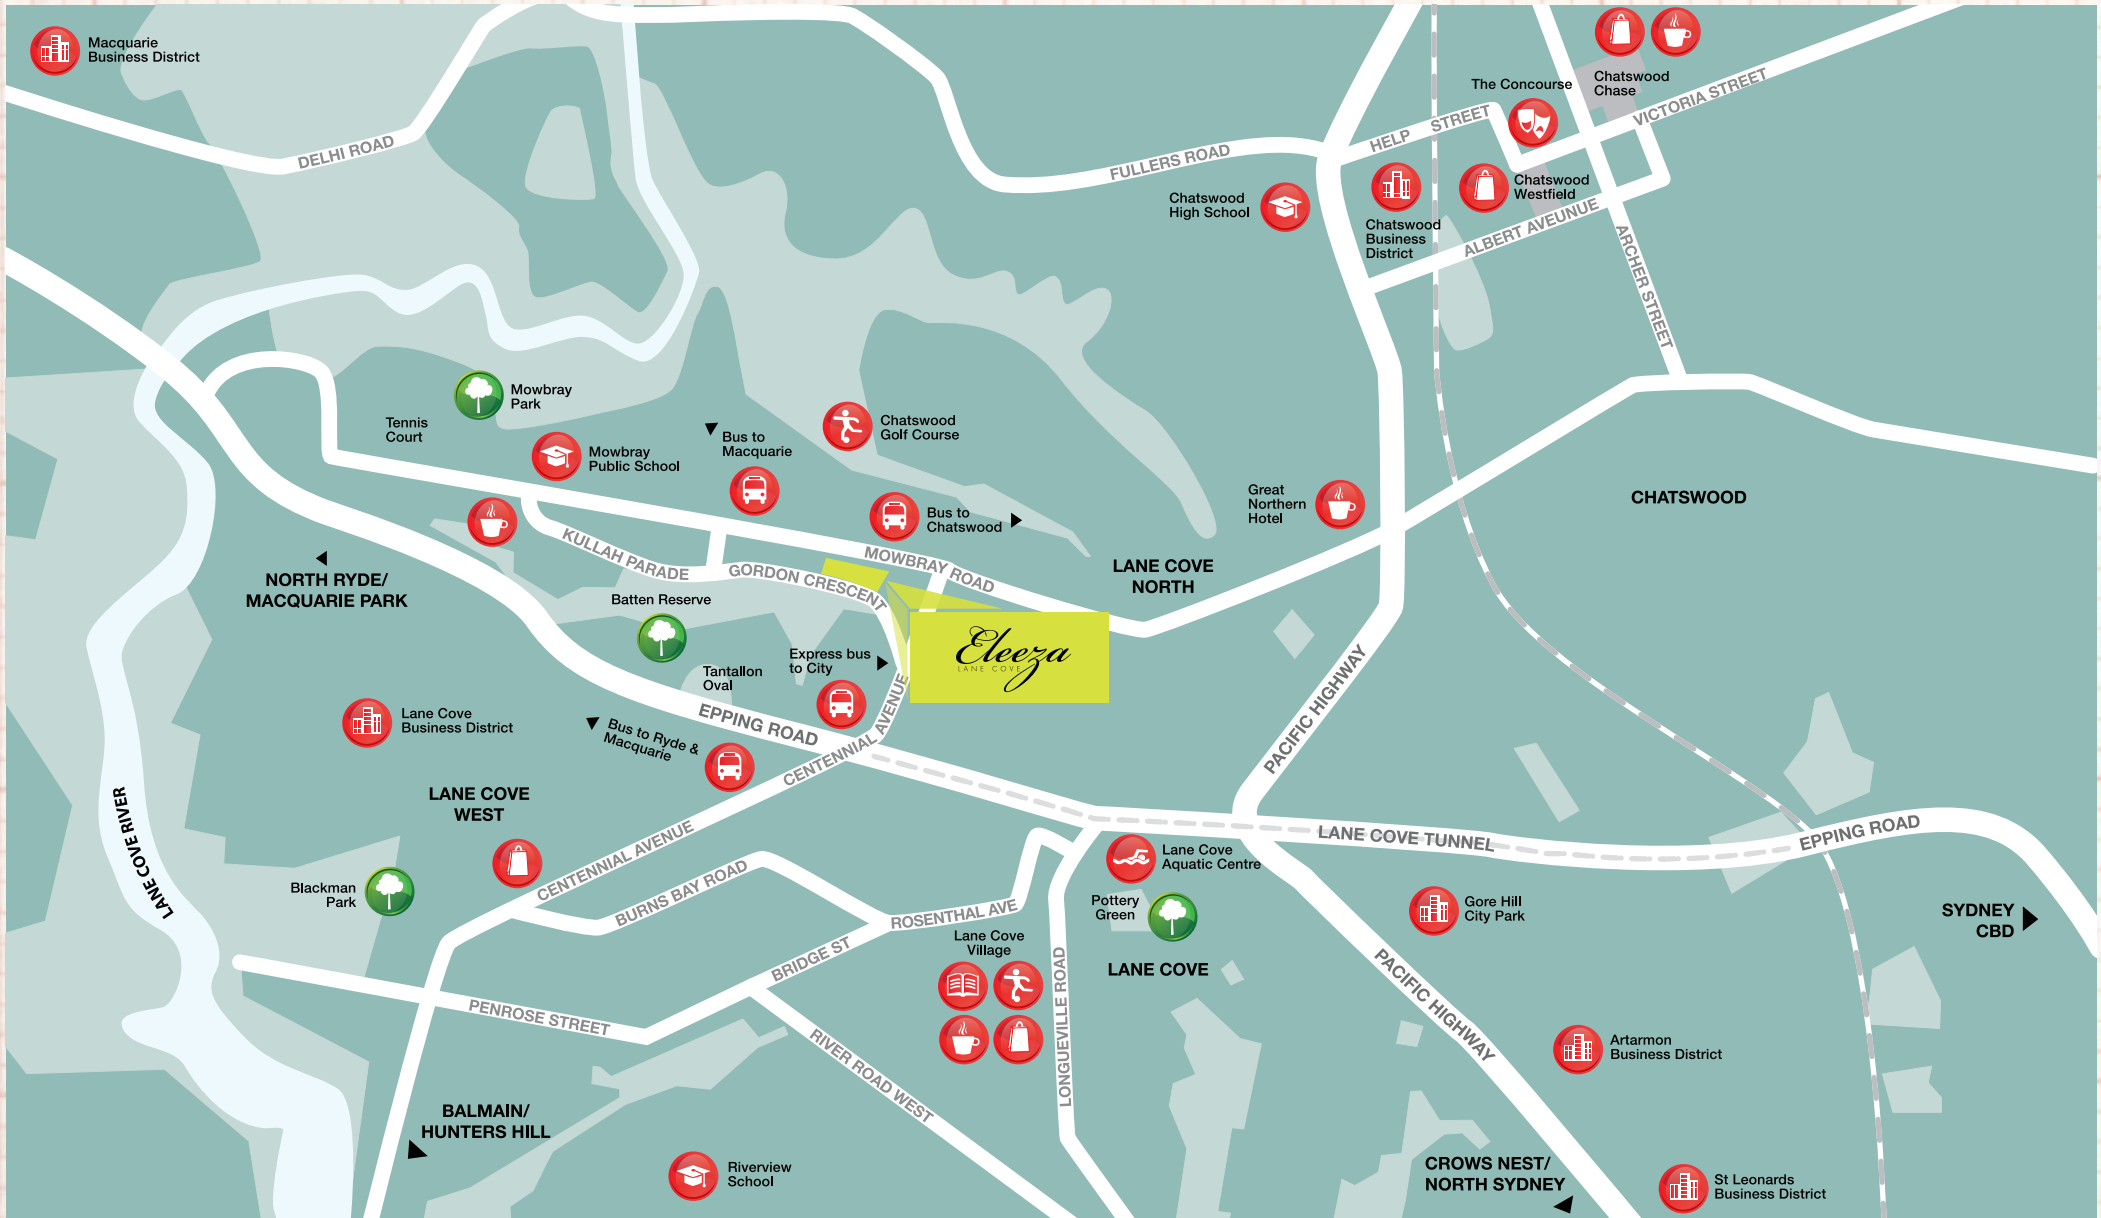 Macquarie
Business District
DELHI ROAD
FULLERS ROAD
HELP STREET
The Concourse
Chatswood
Chase
VICTORIA STREET
Chatswood
High School
Chatswood
Business
District
Chatswood
Westfield
ALBERT AVEUNUE
ARCHER STREET
Mowbray
Park
Tennis
Court
Mowbray
Public School
Bus to
Macquarie
Chatswood
Golf Course
Bus to
Chatswood
Great
Northern
Hotel
CHATSWOOD
KULLAH PARADE
GORDON CRESCENT
MOWBRAY ROAD
LANE COVE
NORTH
NORTH RYDE/
MACQUARIE PARK
Batten Reserve
Express bus
to City
Tantallon
Oval
Eleeza
LANE COVE
PACIFIC HIGHWAY
Lane Cove
Business District
EPPING ROAD
Bus to Ryde &
Macquarie
CENTENNIAL AVENUE
LANE COVE
WEST
LANE COVE RIVER
CENTENNIAL AVENUE
LANE COVE TUNNEL
EPPING ROAD
Lane Cove
Aquatic Centre
Blackman
Park
BURNS BAY ROAD
ROSENTHAL AVE
Pottery
Green
Gore Hill
City Park
SYDNEY
CBD
Lane Cove
Village
BRIDGE ST
LANE COVE
PENROSE STREET
RIVER ROAD WEST
LONGUEVILLE ROAD
PACIFIC HIGHWAY
Artarmon
Business District
BALMAIN/
HUNTERS HILL
Riverview
School
CROWS NEST/
NORTH SYDNEY
St Leonards
Business District